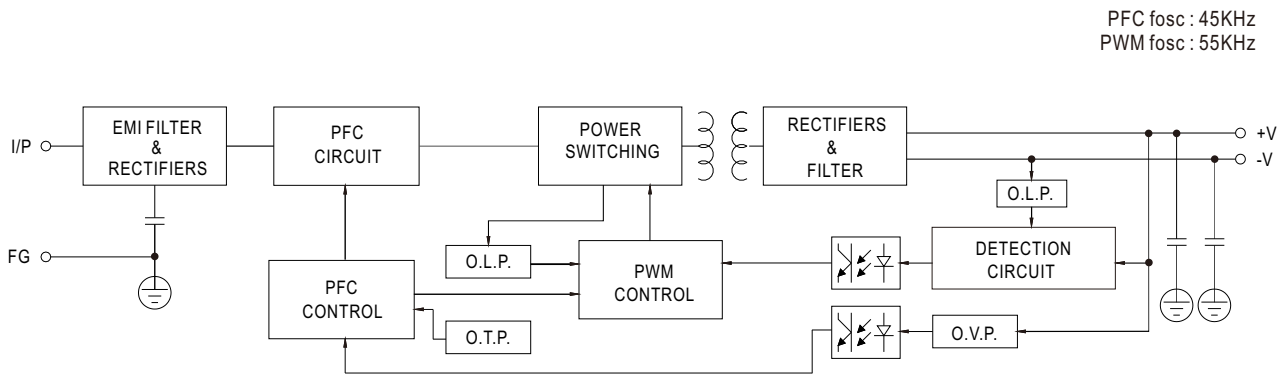 PFC fosc : 45KHz
PWM fosc : 55KHz
I/P
EMI FILTER
&
RECTIFIERS
PFC
CIRCUIT
POWER
SWITCHING
RECTIFIERS
&
FILTER
+V
-V
O.L.P.
FG
O.L.P.
PFC
CONTROL
PWM
CONTROL
DETECTION
CIRCUIT
O.T.P.
O.V.P.